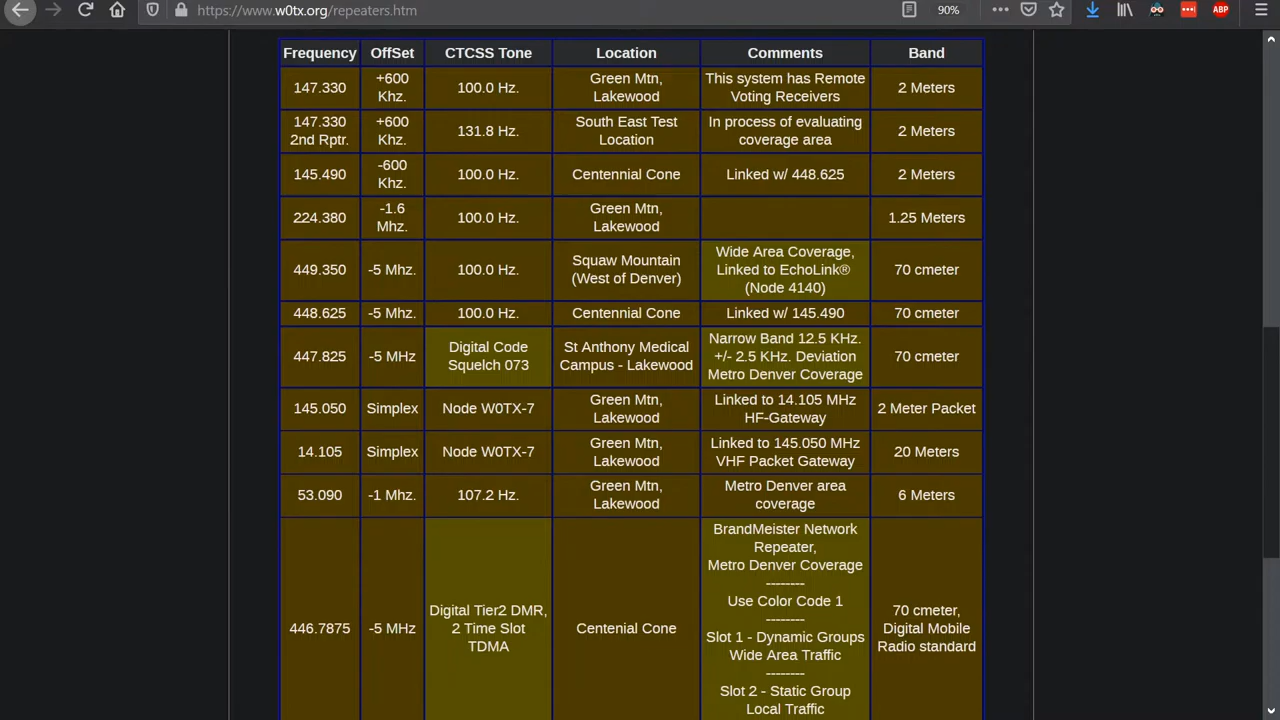 https://www.w0tx.org/repeaters.htm
90%
ABP
Frequency OffSet CTCSS Tone Location Comments Band
147.330
+600
Khz.
100.0 Hz.
Green Mtn,
Lakewood
This system has Remote
Voting Receivers
2 Meters
147.330
2nd Rptr.
+600
Khz.
131.8 Hz.
South East Test
Location
In process of evaluating
coverage area
2 Meters
145.490
-600
Khz.
100.0 Hz.
Centennial Cone
Linked w/ 448.625
2 Meters
224.380
-1.6
Mhz.
100.0 Hz.
Green Mtn,
Lakewood
1.25 Meters
449.350
-5 Mhz.
100.0 Hz.
Squaw Mountain
(West of Denver)
Wide Area Coverage,
Linked to EchoLink®
(Node 4140)
70 cmeter
448.625
-5 Mhz.
100.0 Hz.
Centennial Cone
Linked w/ 145.490
70 cmeter
447.825
-5 MHz
Digital Code
Squelch 073
St Anthony Medical
Campus - Lakewood
Narrow Band 12.5 KHz.
+/- 2.5 KHz. Deviation
Metro Denver Coverage
70 cmeter
145.050
Simplex
Node W0TX-7
Green Mtn,
Lakewood
Linked to 14.105 MHz
HF-Gateway
2 Meter Packet
14.105
Simplex
Node W0TX-7
Green Mtn,
Lakewood
Linked to 145.050 MHz
VHF Packet Gateway
20 Meters
53.090
-1 Mhz.
107.2 Hz.
Green Mtn,
Lakewood
Metro Denver area
coverage
6 Meters
446.7875
-5 MHz
Digital Tier2 DMR,
2 Time Slot
TDMA
Centenial Cone
BrandMeister Network
Repeater,
Metro Denver Coverage
--------
Use Color Code 1
--------
Slot 1 - Dynamic Groups
Wide Area Traffic
--------
Slot 2 - Static Group
Local Traffic
70 cmeter,
Digital Mobile
Radio standard